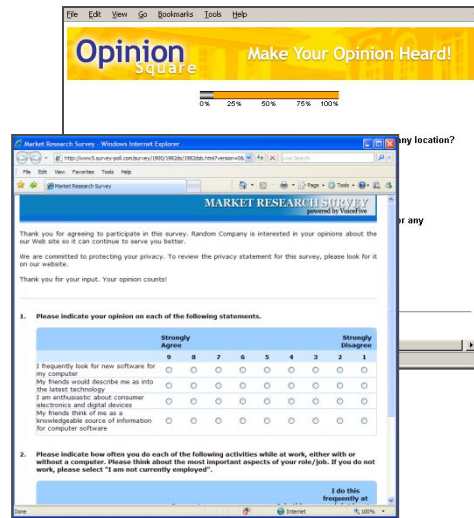 File Edit View Go Bookmarks Tools Help
Opinion
Square
Make Your Opinion Heard!
0% 25% 50% 75% 100%
ny location?
or any
Market Research Survey - Windows Internet Explorer
Live Search
File Edit View Favorites Tools Help
Market Research Survey
Page Tools
MARKET RESEARCH SURVEY
powered by VoiceFive
Thank you for agreeing to participate in this survey. Random Company is interested in your opinions about the
our Web site so it can continue to serve you better.
We are committed to protecting your privacy. To review the privacy statement for this survey, please look for it
on our website.
Thank you for your input. Your opinion counts!
1. Please indicate your opinion on each of the following statements.
Strongly Strongly
Agree Disagree
9 8 7 6 5 4 3 2 1
I frequently look for new software for
my computer
My friends would describe me as into
the latest technology
I am enthusiastic about consumer
electronics and digital devices
My friends think of me as a
knowledgeable source of information
for computer software
2. Please indicate how often you do each of the following activities while at work, either with or
without a computer. Please think about the most important aspects of your role/job. If you do not
work, please select "I am not currently employed".
I do this
frequently at
Done Internet 100%